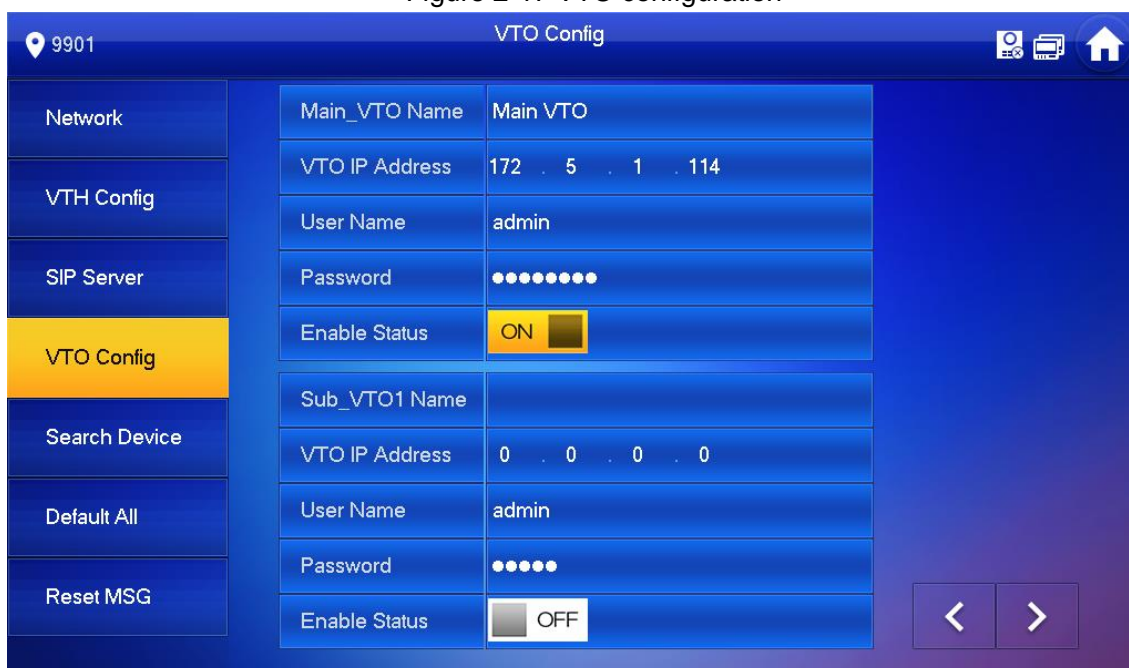 VTO Config
9901
Network
VTH Config
SIP Server
VTO Config
Search Device
Default All
Reset MSG
Main_VTO Name Main VTO
VTO IP Address 172 . 5 . 1 . 114
User Name admin
Password ●●●●●●●●
Enable Status ON
Sub_VTO1 Name
VTO IP Address 0 . 0 . 0 . 0
User Name admin
Password ●●●●●
Enable Status OFF